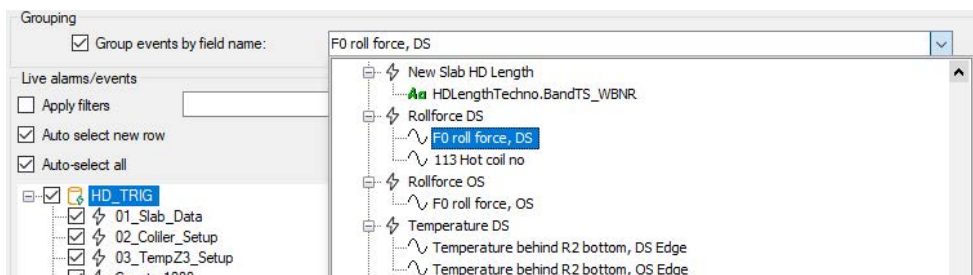 Grouping
Group events by field name:
F0 roll force, DS
Live alarms/events
Apply filters
Auto select new row
Auto-select all
HD_TRIG
01_Slab_Data
02_Coliler_Setup
03_TempZ3_Setup
New Slab HD Length
Aa HDLengthTechno.BandTS_WBNR
Rollforce DS
F0 roll force, DS
113 Hot coil no
Rollforce OS
F0 roll force, OS
Temperature DS
Temperature behind R2 bottom, DS Edge
Temperature behind R2 bottom, OS Edge